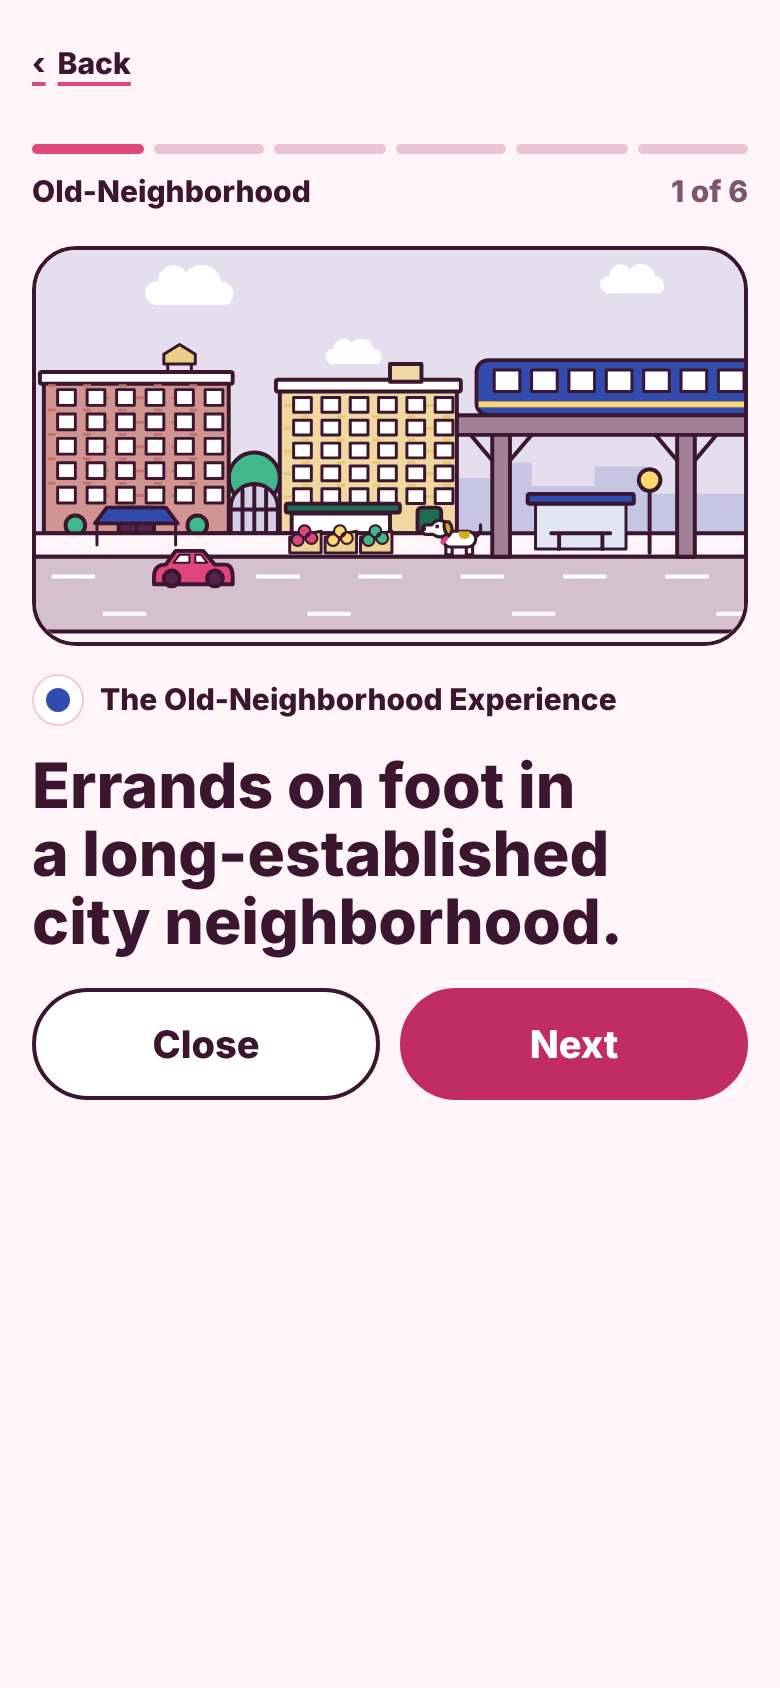 ‹ Back
Old-Neighborhood
1 of 6
The Old-Neighborhood Experience
Errands on foot in
a long-established
city neighborhood.
Close
Next